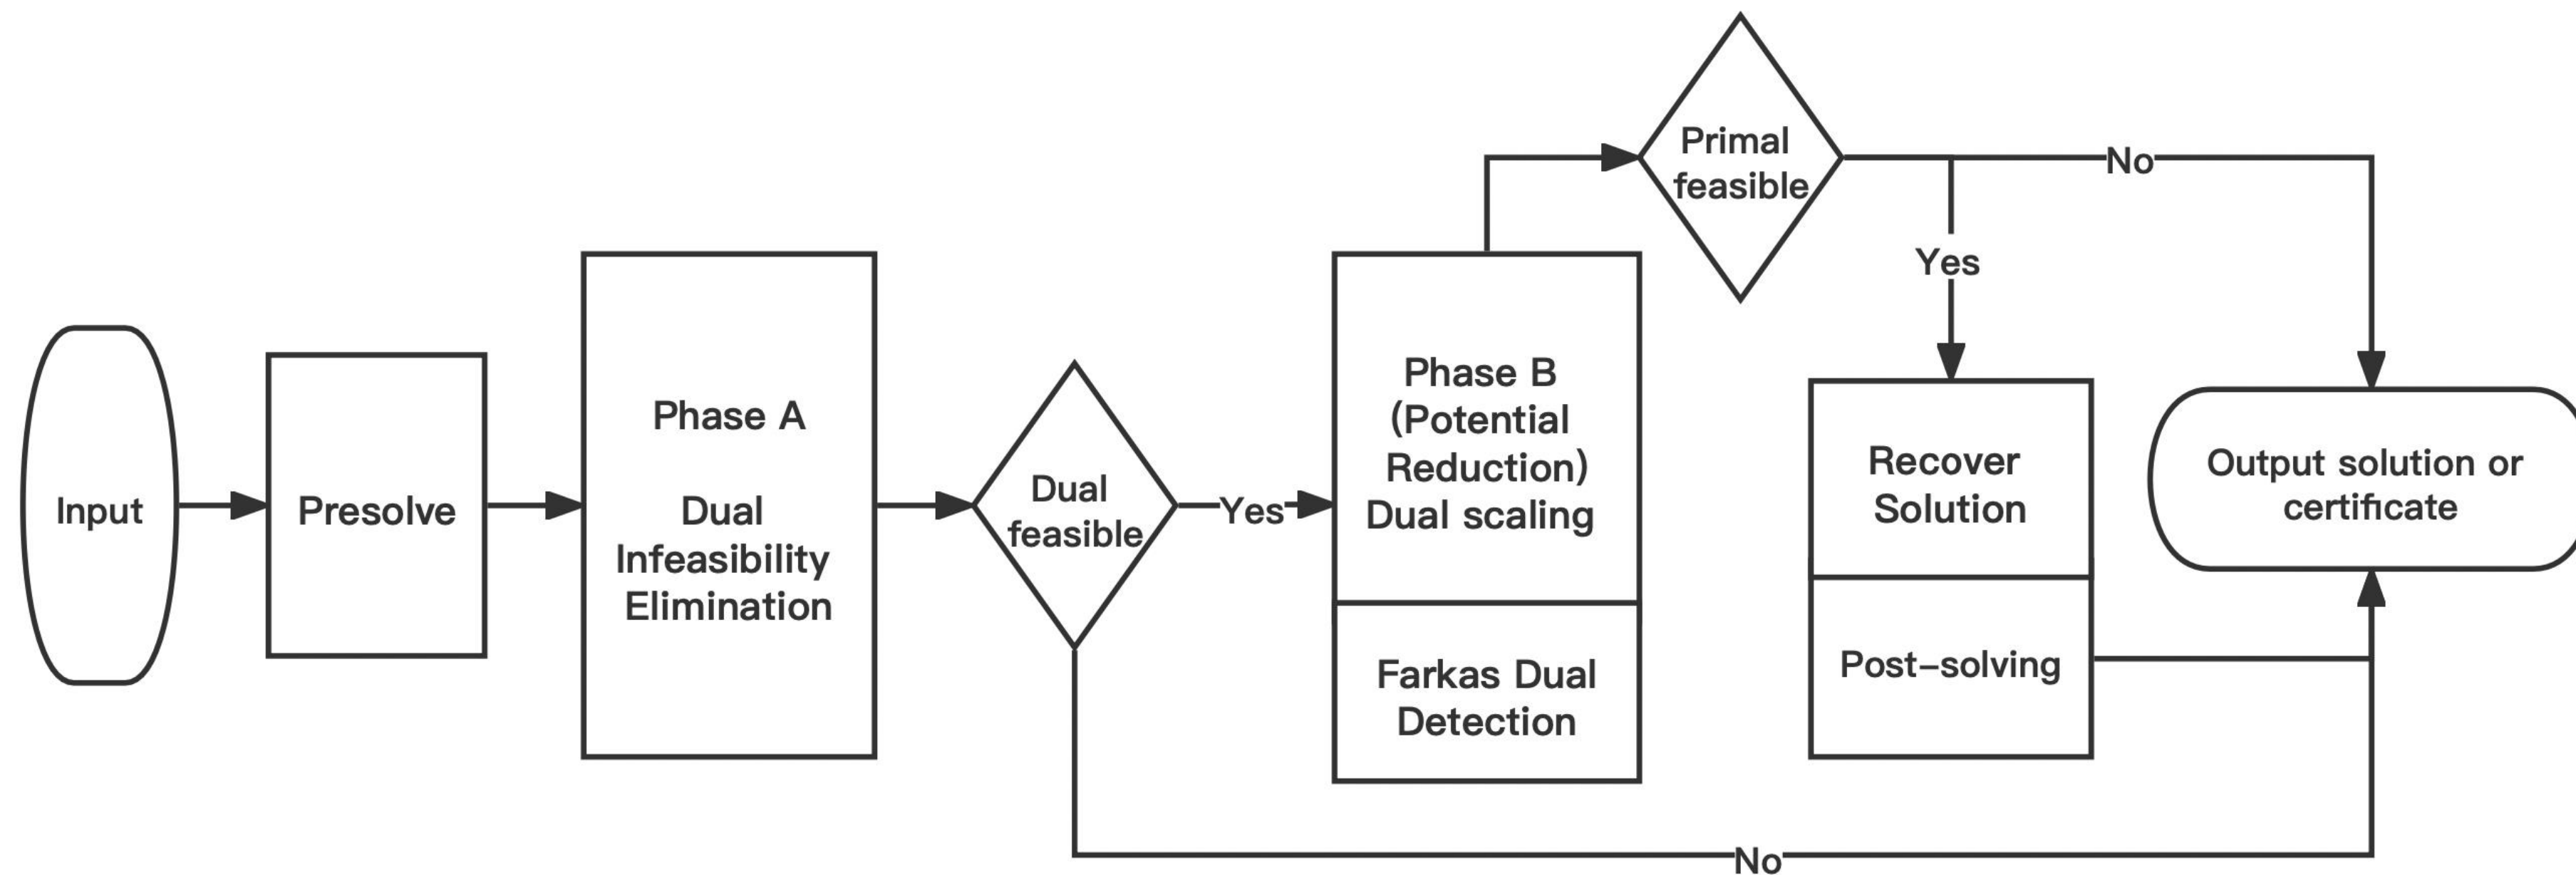 Input
Presolve
Phase A
Dual
Infeasibility
Elimination
Dual
feasible
Yes
Phase B
(Potential
Reduction)
Dual scaling
Farkas Dual
Detection
Primal
feasible
Yes
No
Recover
Solution
Post–solving
Output solution or
certificate
No